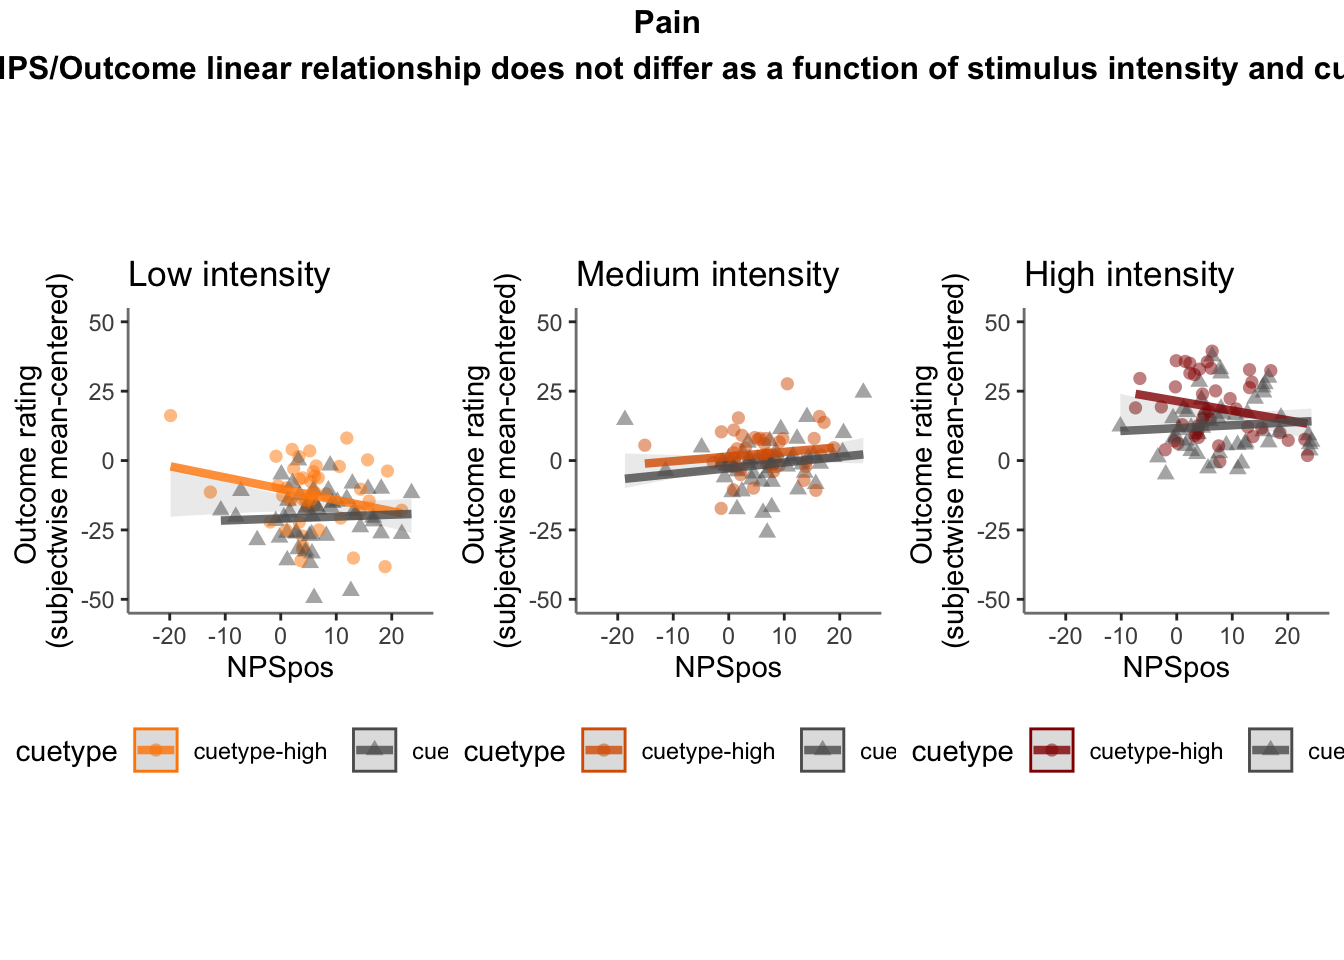 Pain
IPS/Outcome linear relationship does not differ as a function of stimulus intensity and cu
Low intensity
Outcome rating
(subjectwise mean-centered)
50
25
0
-25
-50
-20 -10 0 10 20
NPSpos
cuetype cuetype-high cue
Medium intensity
Outcome rating
(subjectwise mean-centered)
50
25
0
-25
-50
-20 -10 0 10 20
NPSpos
cuetype cuetype-high cue
High intensity
Outcome rating
(subjectwise mean-centered)
50
25
0
-25
-50
-20 -10 0 10 20
NPSpos
cuetype cuetype-high cue